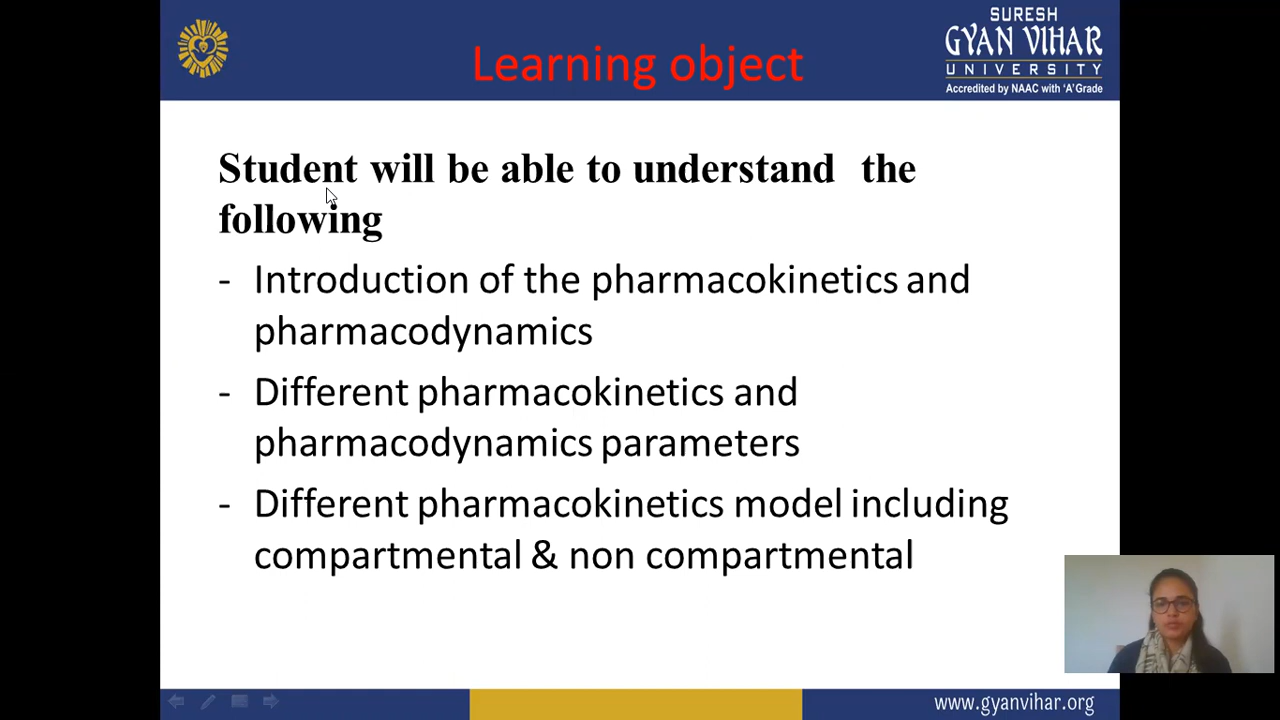 Learning object
SURESH
GYAN VIHAR
UNIVERSITY
Accredited by NAAC with 'A' Grade
Student will be able to understand the
following
- Introduction of the pharmacokinetics and
pharmacodynamics
- Different pharmacokinetics and
pharmacodynamics parameters
- Different pharmacokinetics model including
compartmental & non compartmental
www.gyanvihar.org